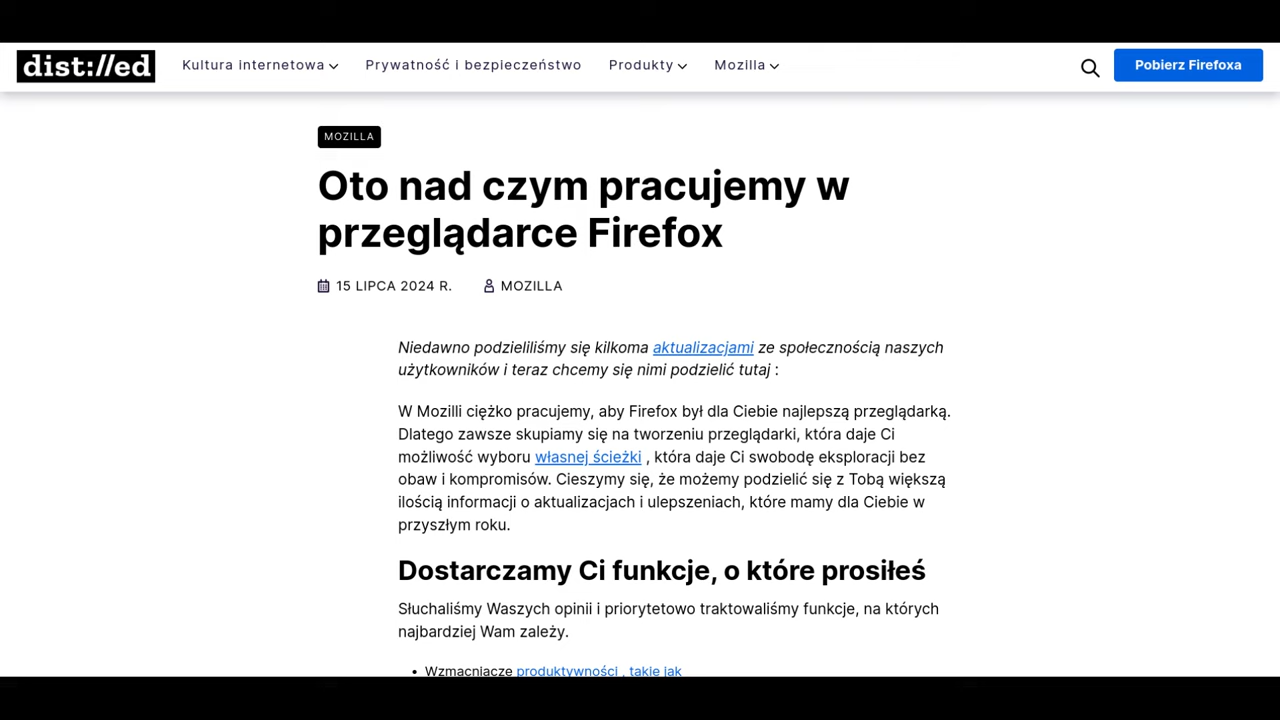 dist://ed Kultura internetowa Prywatność i bezpieczeństwo Produkty Mozilla Pobierz Firefoxa
MOZILLA
Oto nad czym pracujemy w
przeglądarce Firefox
15 LIPCA 2024 R. MOZILLA
Niedawno podzieliliśmy się kilkoma aktualizacjami ze społecznością naszych
użytkowników i teraz chcemy się nimi podzielić tutaj :
W Mozilli ciężko pracujemy, aby Firefox był dla Ciebie najlepszą przeglądarką.
Dlatego zawsze skupiamy się na tworzeniu przeglądarki, która daje Ci
możliwość wyboru własnej ścieżki , która daje Ci swobodę eksploracji bez
obaw i kompromisów. Cieszymy się, że możemy podzielić się z Tobą większą
ilością informacji o aktualizacjach i ulepszeniach, które mamy dla Ciebie w
przyszłym roku.
Dostarczamy Ci funkcje, o które prosiłeś
Słuchaliśmy Waszych opinii i priorytetowo traktowaliśmy funkcje, na których
najbardziej Wam zależy.
• Wzmacniacze produktywności , takie jak